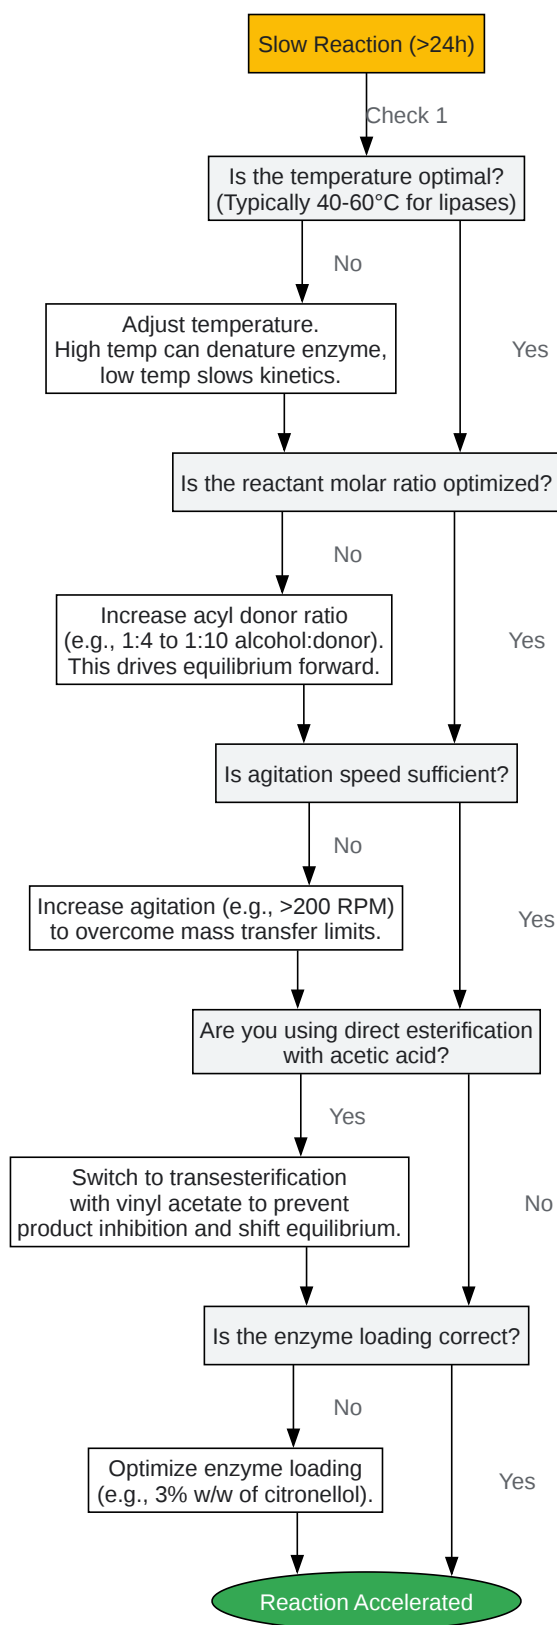 Slow Reaction (>24h)
Check 1
Is the temperature optimal?
(Typically 40-60°C for lipases)
No
Adjust temperature.
High temp can denature enzyme,
low temp slows kinetics.
Yes
Is the reactant molar ratio optimized?
No
Increase acyl donor ratio
(e.g., 1:4 to 1:10 alcohol:donor).
This drives equilibrium forward.
Yes
Is agitation speed sufficient?
No
Increase agitation (e.g., >200 RPM)
to overcome mass transfer limits.
Yes
Are you using direct esterification
with acetic acid?
Yes
Switch to transesterification
with vinyl acetate to prevent
product inhibition and shift equilibrium.
No
Is the enzyme loading correct?
No
Optimize enzyme loading
(e.g., 3% w/w of citronellol).
Yes
Reaction Accelerated